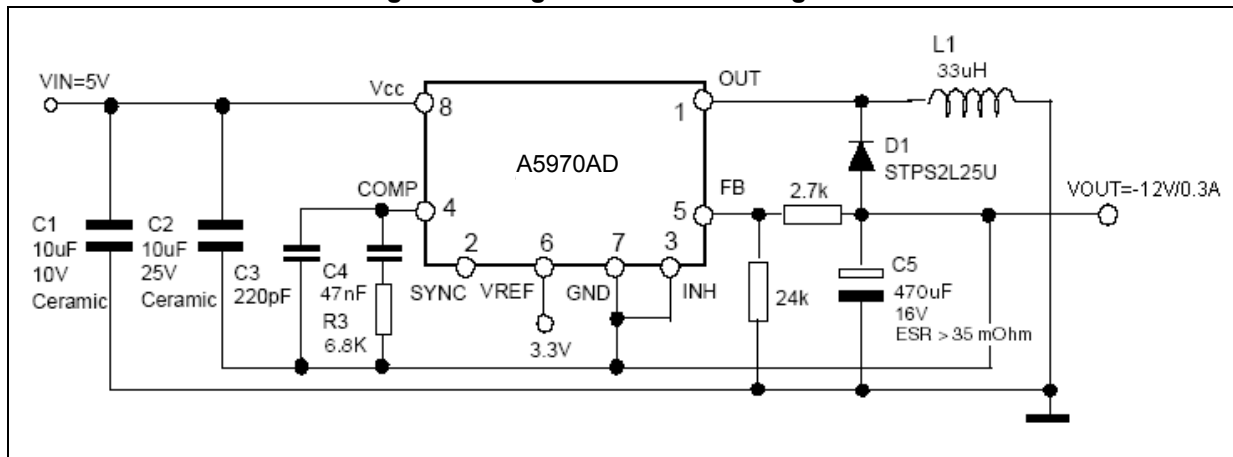 VIN=5V
Vcc
8
A5970AD
OUT
1
L1
33uH
D1
STPS2L25U
COMP
4
FB
5
2.7k
VOUT=-12V/0.3A
C1
10uF
10V
Ceramic
C2
10uF
25V
Ceramic
C3
220pF
C4
47nF
R3
6.8K
2
SYNC
6
VREF
3.3V
7
GND
3
INH
24k
C5
470uF
16V
ESR > 35 mOhm